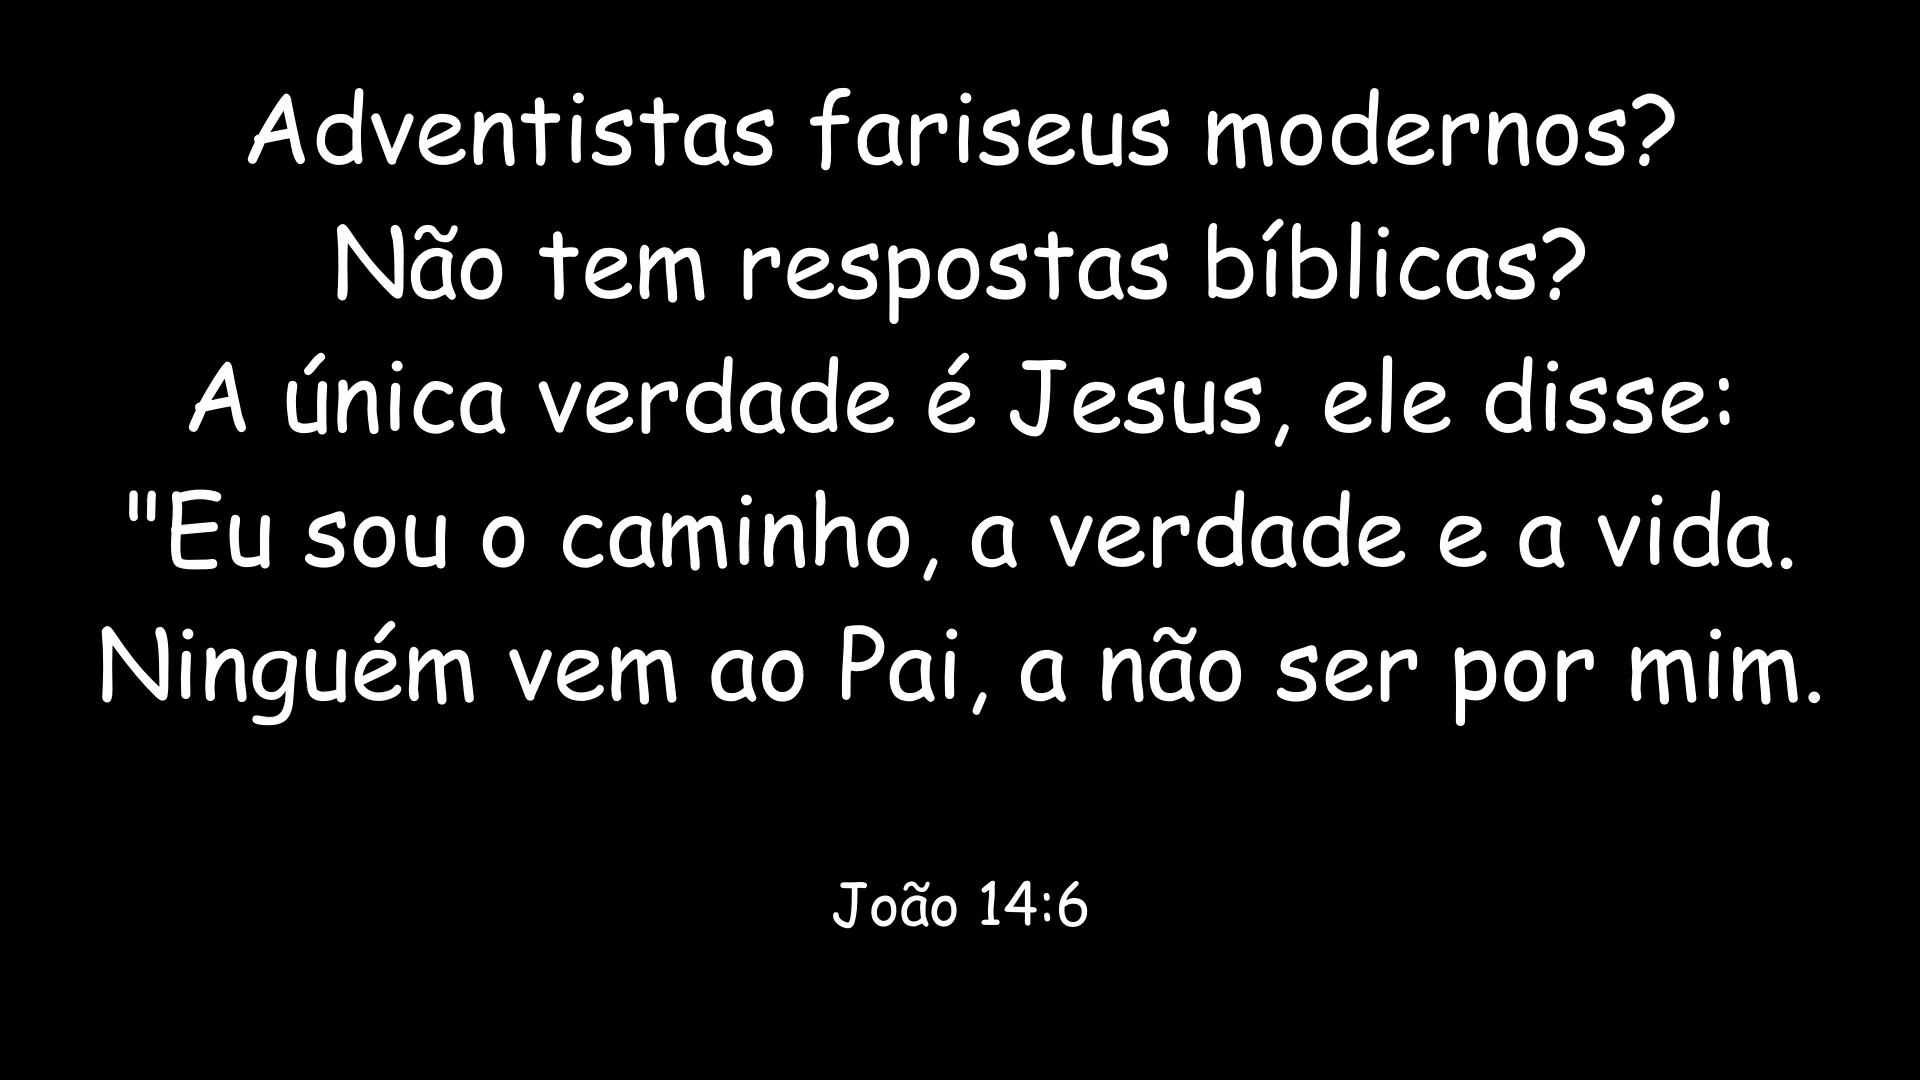 Adventistas fariseus modernos?
Não tem respostas bíblicas?
A única verdade é Jesus, ele disse:
"Eu sou o caminho, a verdade e a vida.
Ninguém vem ao Pai, a não ser por mim.
João 14:6